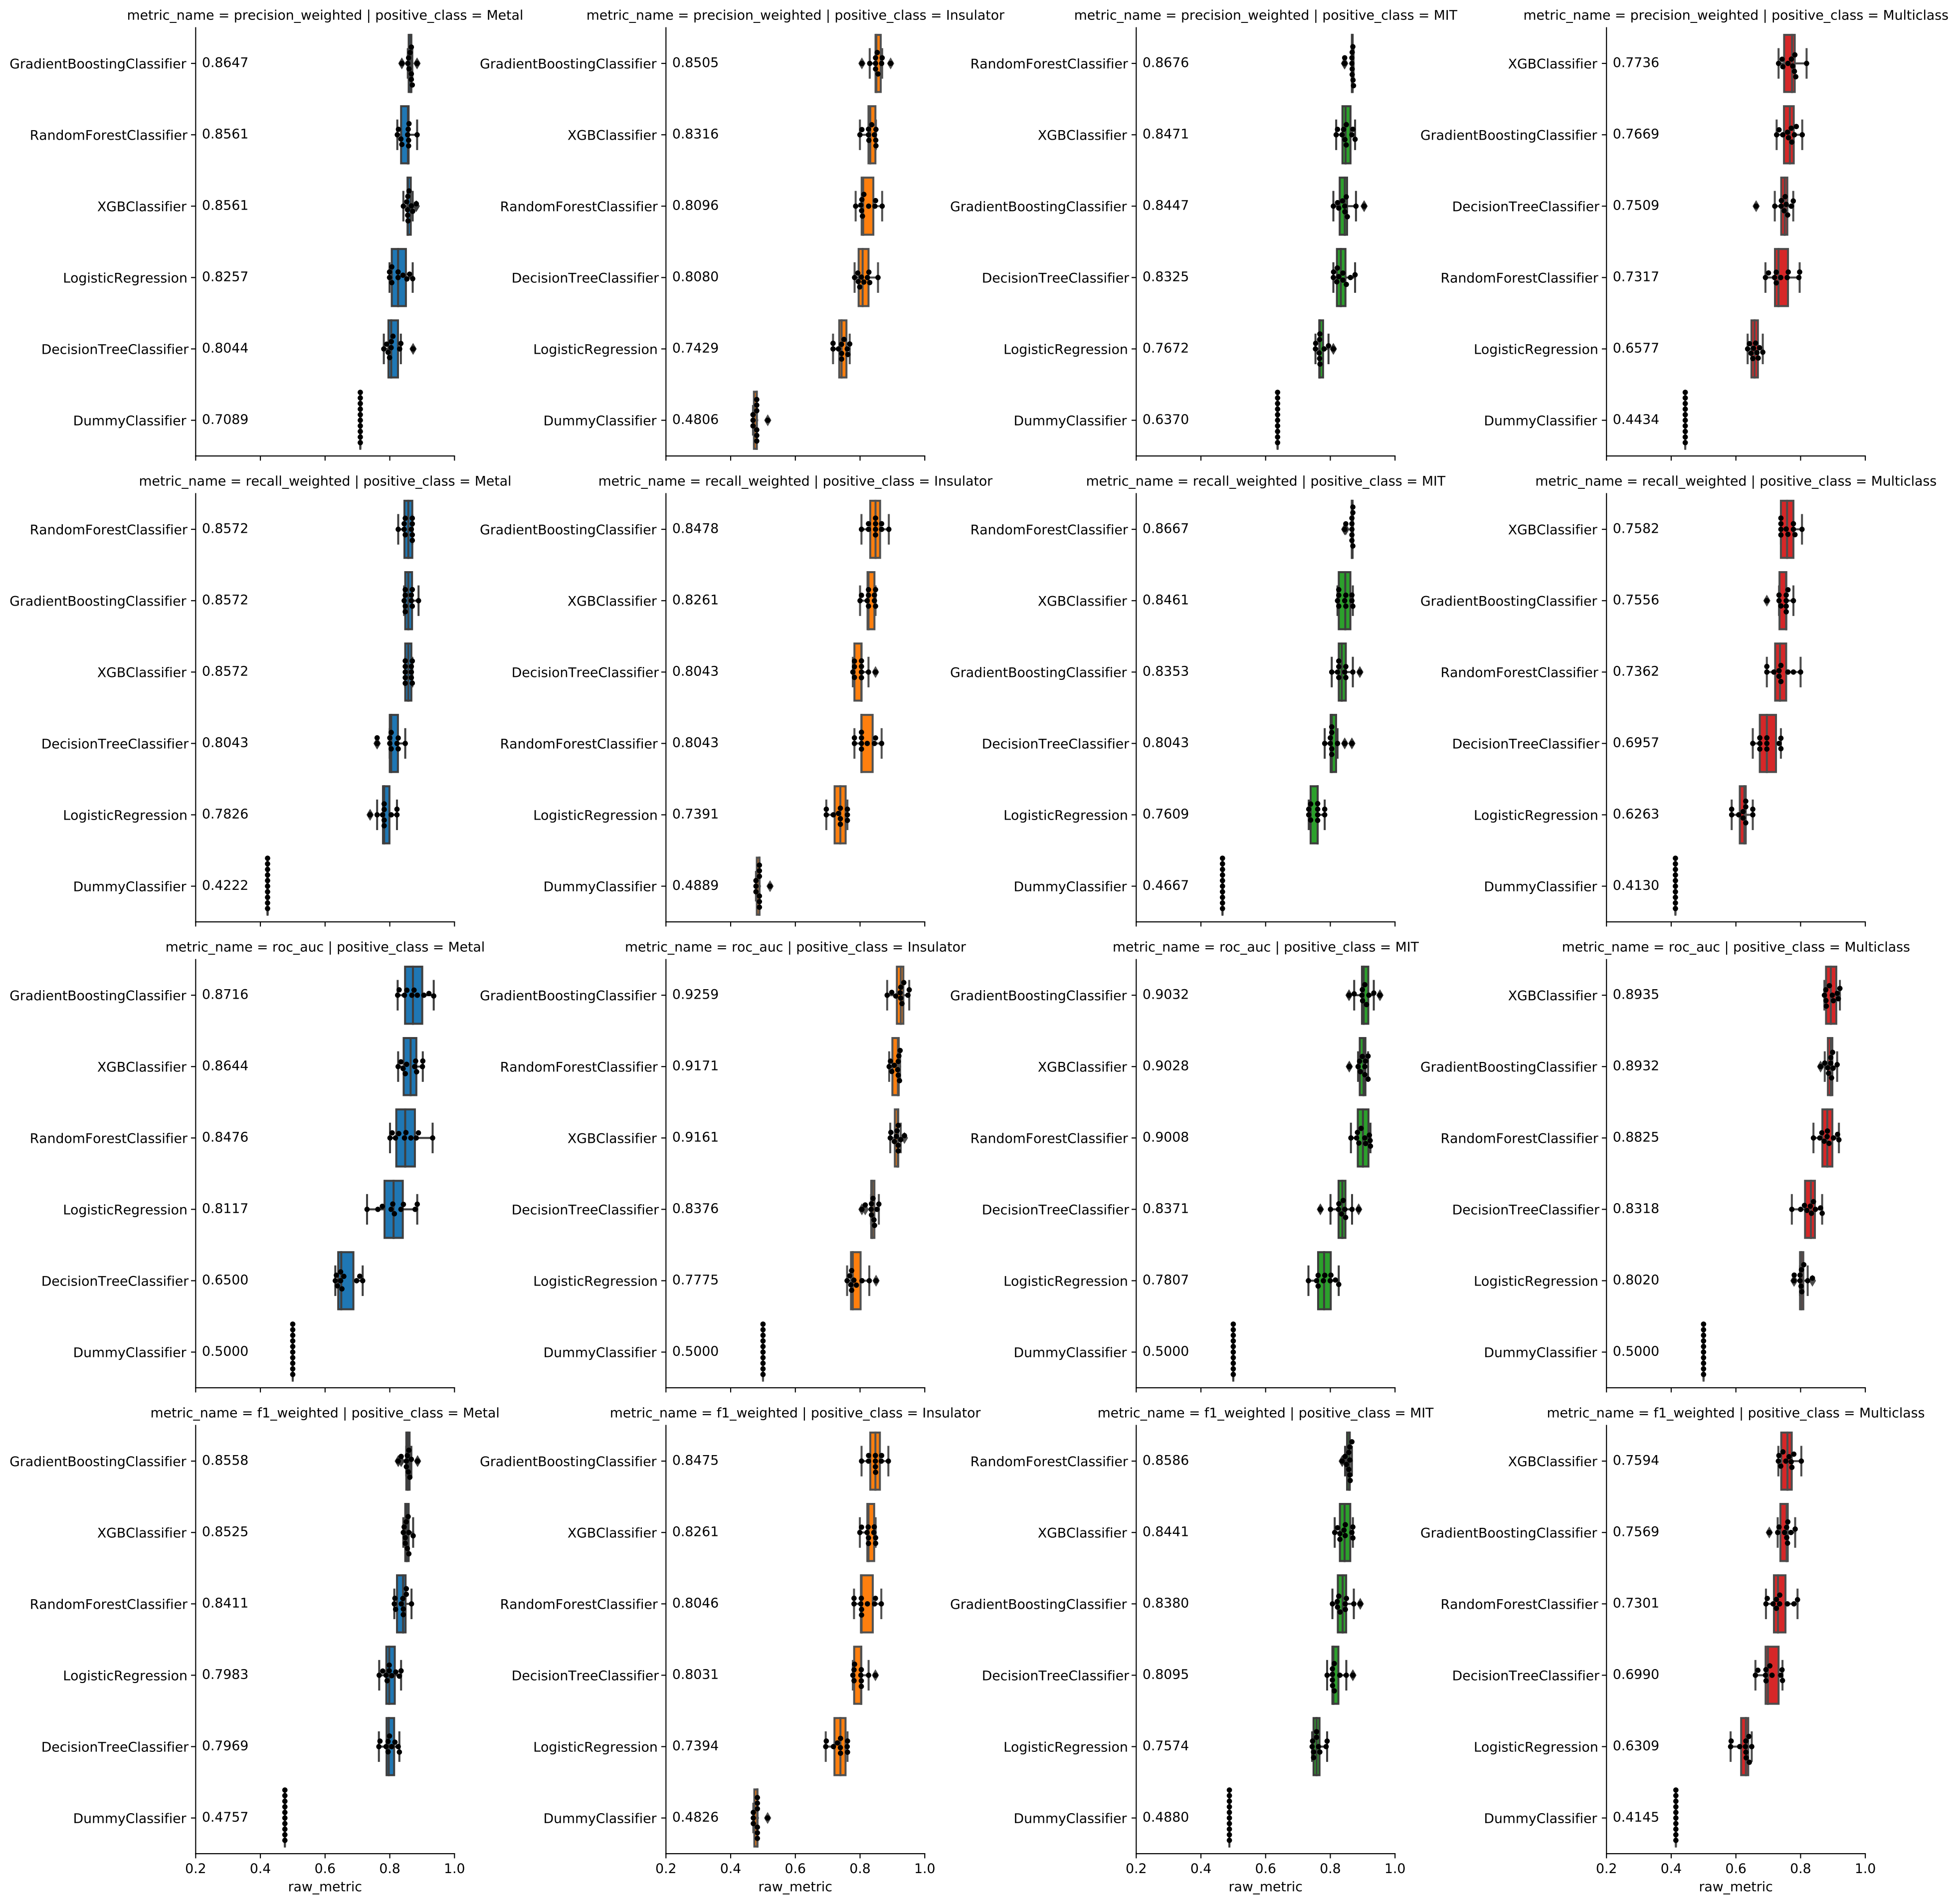 metric_name = precision_weighted | positive_class = Metal
GradientBoostingClassifier 0.8647
RandomForestClassifier 0.8561
XGBClassifier 0.8561
LogisticRegression 0.8257
DecisionTreeClassifier 0.8044
DummyClassifier 0.7089
metric_name = precision_weighted | positive_class = Insulator
GradientBoostingClassifier 0.8505
XGBClassifier 0.8316
RandomForestClassifier 0.8096
DecisionTreeClassifier 0.8080
LogisticRegression 0.7429
DummyClassifier 0.4806
metric_name = precision_weighted | positive_class = MIT
RandomForestClassifier 0.8676
XGBClassifier 0.8471
GradientBoostingClassifier 0.8447
DecisionTreeClassifier 0.8325
LogisticRegression 0.7672
DummyClassifier 0.6370
metric_name = precision_weighted | positive_class = Multiclass
XGBClassifier 0.7736
GradientBoostingClassifier 0.7669
DecisionTreeClassifier 0.7509
RandomForestClassifier 0.7317
LogisticRegression 0.6577
DummyClassifier 0.4434
metric_name = recall_weighted | positive_class = Metal
RandomForestClassifier 0.8572
GradientBoostingClassifier 0.8572
XGBClassifier 0.8572
DecisionTreeClassifier 0.8043
LogisticRegression 0.7826
DummyClassifier 0.4222
metric_name = recall_weighted | positive_class = Insulator
GradientBoostingClassifier 0.8478
XGBClassifier 0.8261
DecisionTreeClassifier 0.8043
RandomForestClassifier 0.8043
LogisticRegression 0.7391
DummyClassifier 0.4889
metric_name = recall_weighted | positive_class = MIT
RandomForestClassifier 0.8667
XGBClassifier 0.8461
GradientBoostingClassifier 0.8353
DecisionTreeClassifier 0.8043
LogisticRegression 0.7609
DummyClassifier 0.4667
metric_name = recall_weighted | positive_class = Multiclass
XGBClassifier 0.7582
GradientBoostingClassifier 0.7556
RandomForestClassifier 0.7362
DecisionTreeClassifier 0.6957
LogisticRegression 0.6263
DummyClassifier 0.4130
metric_name = roc_auc | positive_class = Metal
GradientBoostingClassifier 0.8716
XGBClassifier 0.8644
RandomForestClassifier 0.8476
LogisticRegression 0.8117
DecisionTreeClassifier 0.6500
DummyClassifier 0.5000
metric_name = roc_auc | positive_class = Insulator
GradientBoostingClassifier 0.9259
RandomForestClassifier 0.9171
XGBClassifier 0.9161
DecisionTreeClassifier 0.8376
LogisticRegression 0.7775
DummyClassifier 0.5000
metric_name = roc_auc | positive_class = MIT
GradientBoostingClassifier 0.9032
XGBClassifier 0.9028
RandomForestClassifier 0.9008
DecisionTreeClassifier 0.8371
LogisticRegression 0.7807
DummyClassifier 0.5000
metric_name = roc_auc | positive_class = Multiclass
XGBClassifier 0.8935
GradientBoostingClassifier 0.8932
RandomForestClassifier 0.8825
DecisionTreeClassifier 0.8318
LogisticRegression 0.8020
DummyClassifier 0.5000
metric_name = f1_weighted | positive_class = Metal
GradientBoostingClassifier 0.8558
XGBClassifier 0.8525
RandomForestClassifier 0.8411
LogisticRegression 0.7983
DecisionTreeClassifier 0.7969
DummyClassifier 0.4757
0.2 0.4 0.6 0.8 1.0
raw_metric
metric_name = f1_weighted | positive_class = Insulator
GradientBoostingClassifier 0.8475
XGBClassifier 0.8261
RandomForestClassifier 0.8046
DecisionTreeClassifier 0.8031
LogisticRegression 0.7394
DummyClassifier 0.4826
0.2 0.4 0.6 0.8 1.0
raw_metric
metric_name = f1_weighted | positive_class = MIT
RandomForestClassifier 0.8586
XGBClassifier 0.8441
GradientBoostingClassifier 0.8380
DecisionTreeClassifier 0.8095
LogisticRegression 0.7574
DummyClassifier 0.4880
0.2 0.4 0.6 0.8 1.0
raw_metric
metric_name = f1_weighted | positive_class = Multiclass
XGBClassifier 0.7594
GradientBoostingClassifier 0.7569
RandomForestClassifier 0.7301
DecisionTreeClassifier 0.6990
LogisticRegression 0.6309
DummyClassifier 0.4145
0.2 0.4 0.6 0.8 1.0
raw_metric